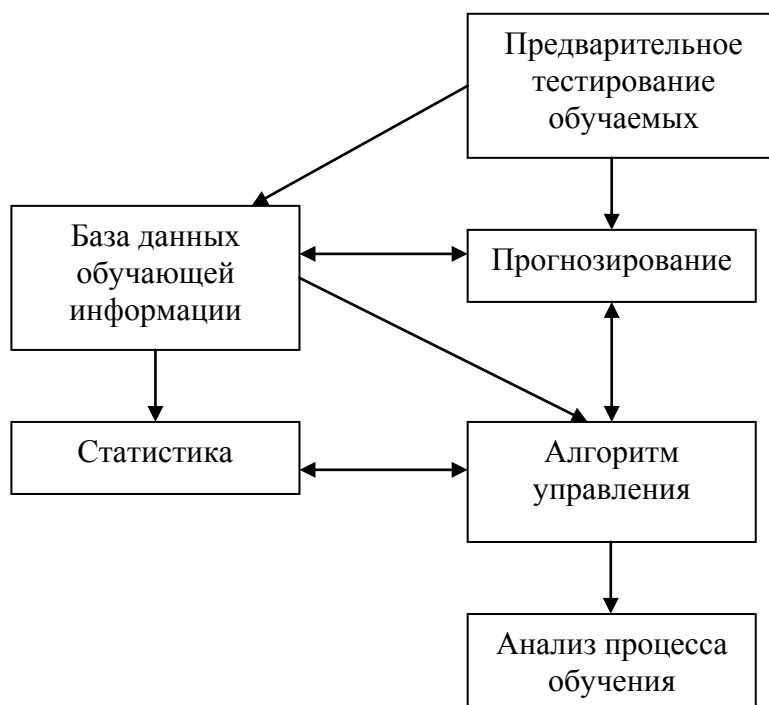 Предварительное
тестирование
обучаемых
База данных
обучающей
информации
Прогнозирование
Статистика
Алгоритм
управления
Анализ процесса
обучения